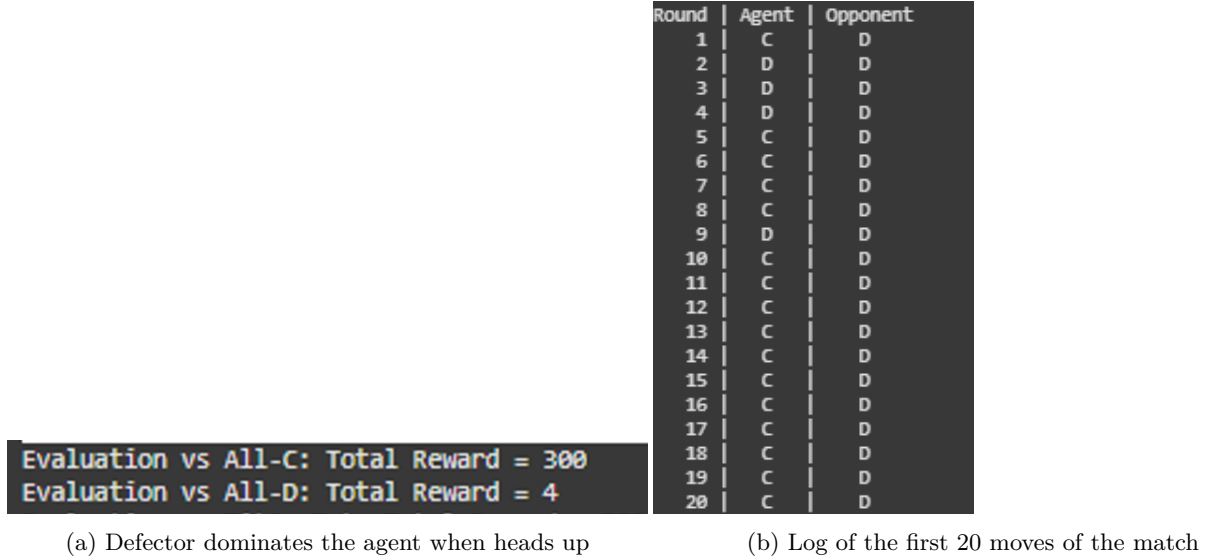 Evaluation vs All-C: Total Reward = 300
Evaluation vs All-D: Total Reward = 4
(a) Defector dominates the agent when heads up
Round | Agent | Opponent
1 | C | D
2 | D | D
3 | D | D
4 | D | D
5 | C | D
6 | C | D
7 | C | D
8 | C | D
9 | D | D
10 | C | D
11 | C | D
12 | C | D
13 | C | D
14 | C | D
15 | C | D
16 | C | D
17 | C | D
18 | C | D
19 | C | D
20 | C | D
(b) Log of the first 20 moves of the match